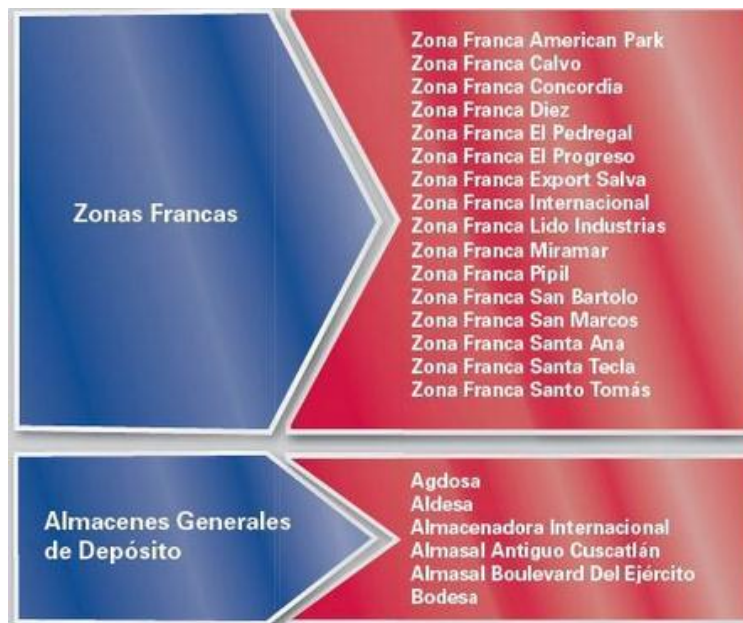 Zonas Francas
Zona Franca American Park
Zona Franca Calvo
Zona Franca Concordia
Zona Franca Diez
Zona Franca El Pedregal
Zona Franca El Progreso
Zona Franca Export Salva
Zona Franca Internacional
Zona Franca Lido Industrias
Zona Franca Miramar
Zona Franca Pipil
Zona Franca San Bartolo
Zona Franca San Marcos
Zona Franca Santa Ana
Zona Franca Santa Tecla
Zona Franca Santo Tomás
Almacenes Generales
de Depósito
Agdosa
Aldesa
Almacenadora Internacional
Almasal Antiguo Cuscatlán
Almasal Boulevard Del Ejército
Bodesa